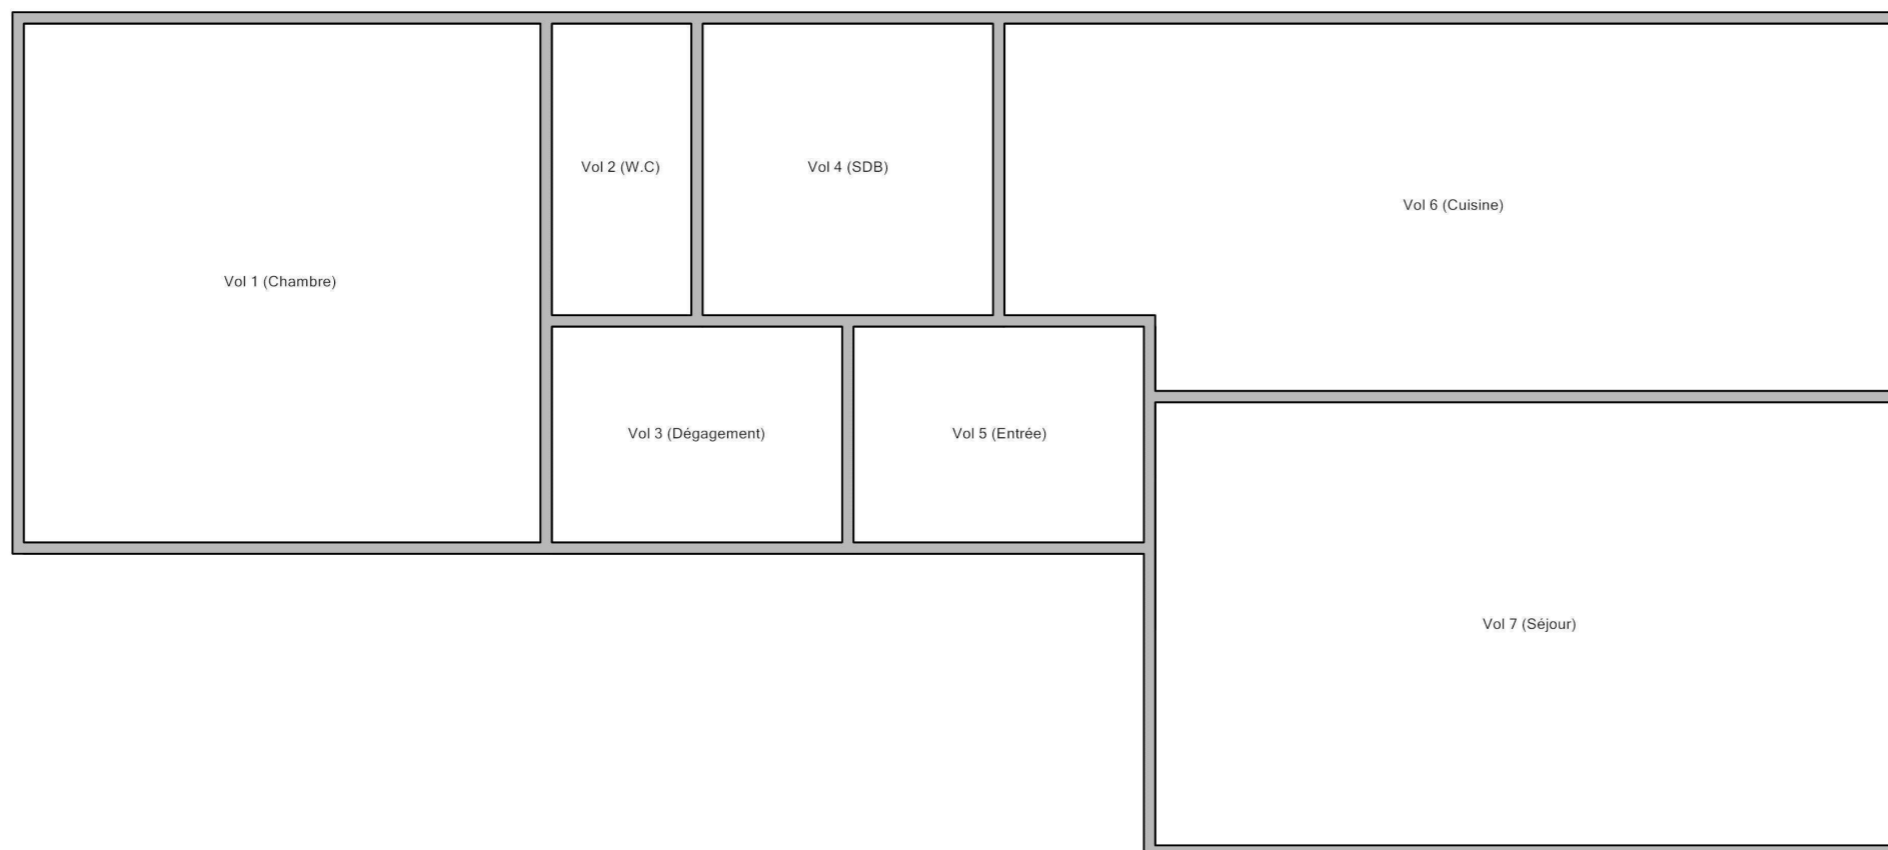 Vol 2 (W.C)
Vol 4 (SDB)
Vol 6 (Cuisine)
Vol 1 (Chambre)
Vol 3 (Dégagement)
Vol 5 (Entrée)
Vol 7 (Séjour)